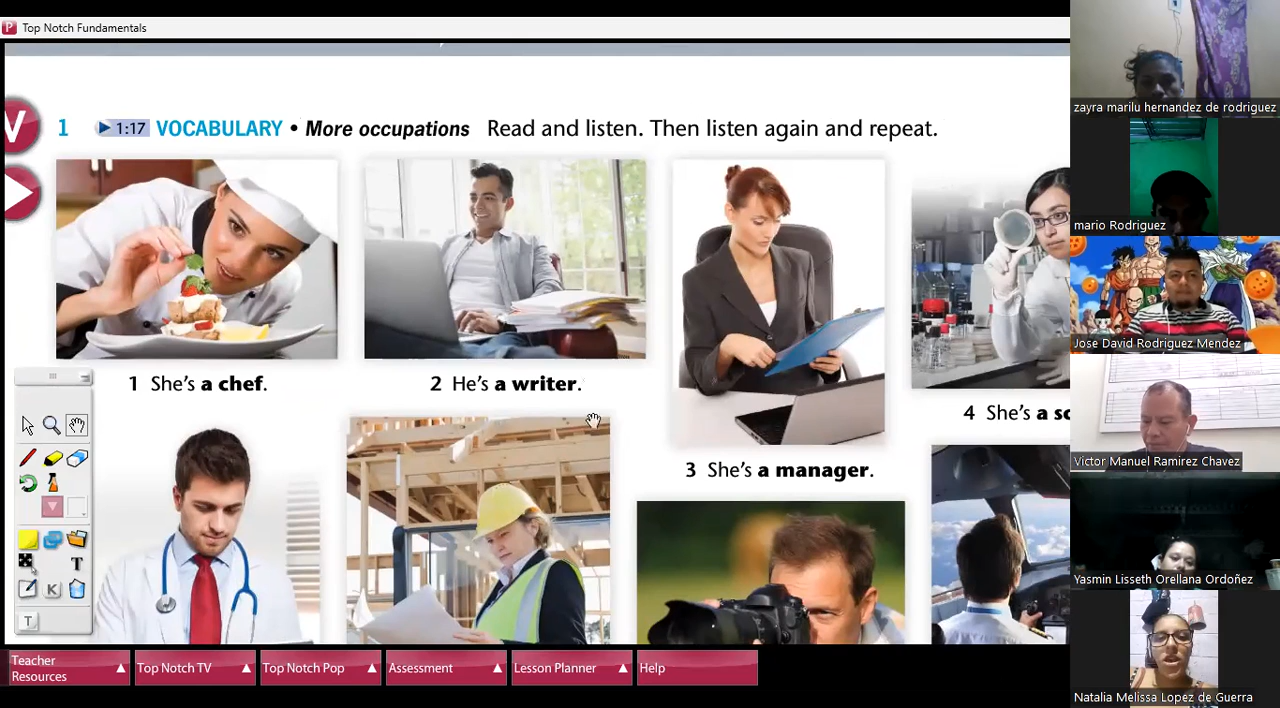 Top Notch Fundamentals
1 1:17 VOCABULARY • More occupations Read and listen. Then listen again and repeat.
1 She's a chef.
2 He's a writer.
3 She's a manager.
4 She's a sc
T
K
T
Teacher
Resources
Top Notch TV
Top Notch Pop
Assessment
Lesson Planner
Help
zayra marilu hernandez de rodriguez
mario Rodriguez
Jose David Rodriguez Mendez
Victor Manuel Ramirez Chavez
Yasmin Lisseth Orellana Ordoñez
Natalia Melissa Lopez de Guerra